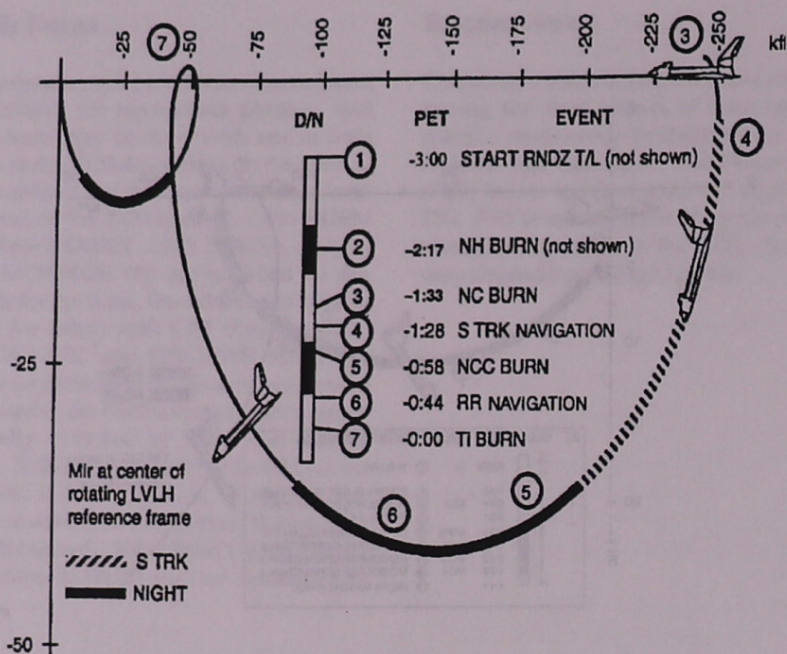 -25 7 -50 -75 -100 -125 -150 -175 -200 -225 3 -250 kft
D/N PET EVENT
1 -3:00 START RNDZ T/L (not shown)
4
2 -2:17 NH BURN (not shown)
3 -1:33 NC BURN
4 -1:28 S TRK NAVIGATION
-25
5 -0:58 NCC BURN
6 -0:44 RR NAVIGATION
7 -0:00 TI BURN
Mir at center of
rotating LVLH
reference frame
6 5
S TRK
NIGHT
-50